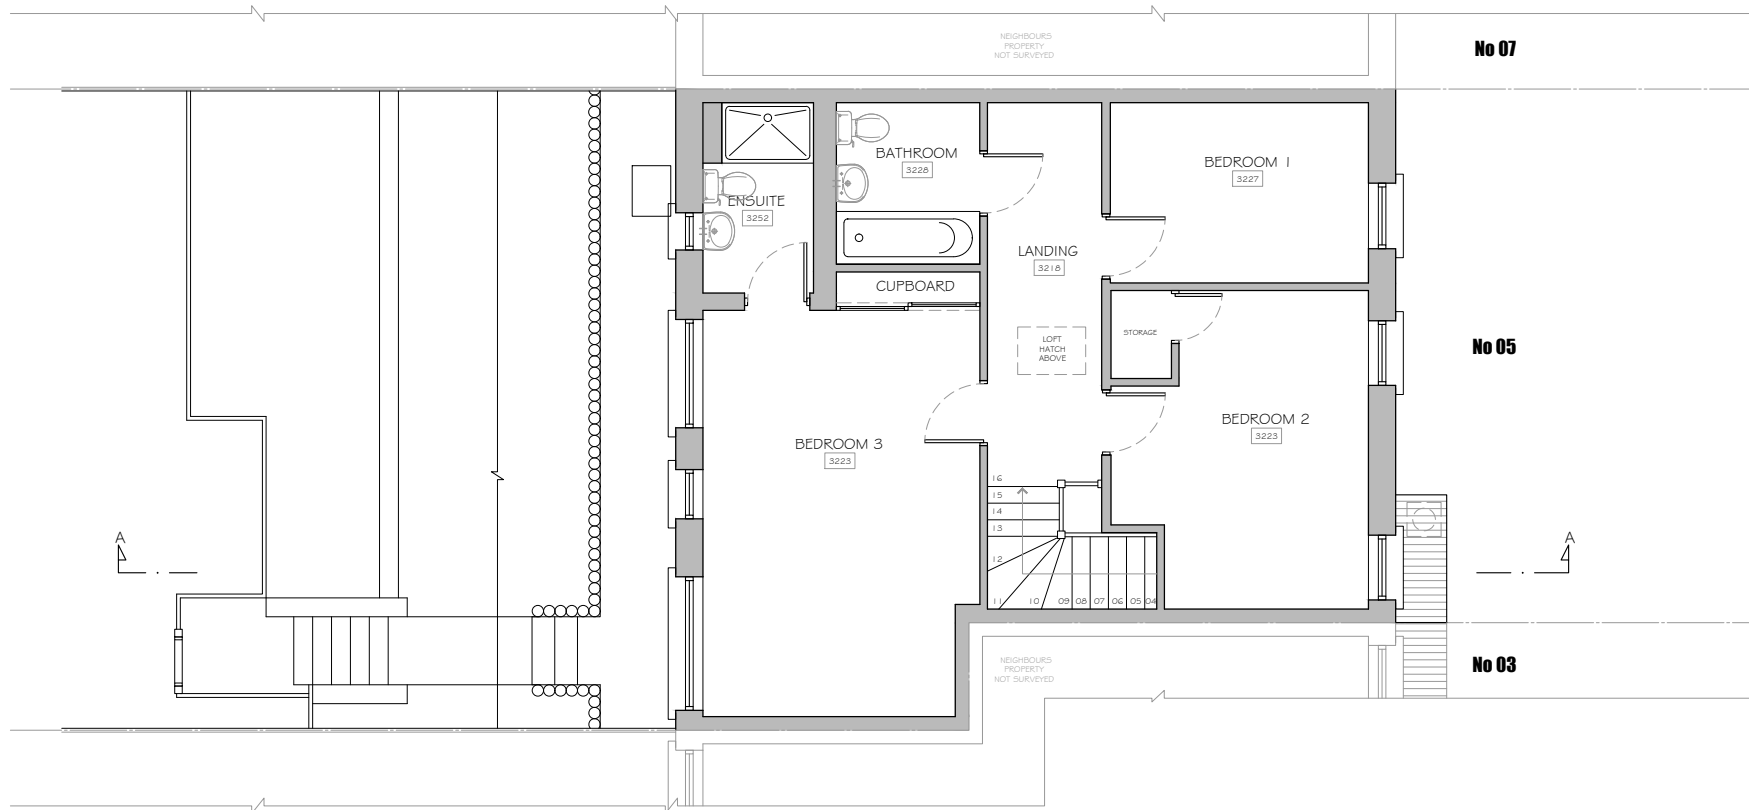 NEIGHBOURS
PROPERTY
NOT SURVEYED
No 07
BATHROOM
3228
BEDROOM 1
3227
ENSUITE
3252
LANDING
3218
CUPBOARD
STORAGE
LOFT
HATCH
ABOVE
No 05
BEDROOM 2
3223
BEDROOM 3
3223
16
15
14
13
12
11
10
09
08
07
06
05
04
A
A
NEIGHBOURS
PROPERTY
NOT SURVEYED
No 03